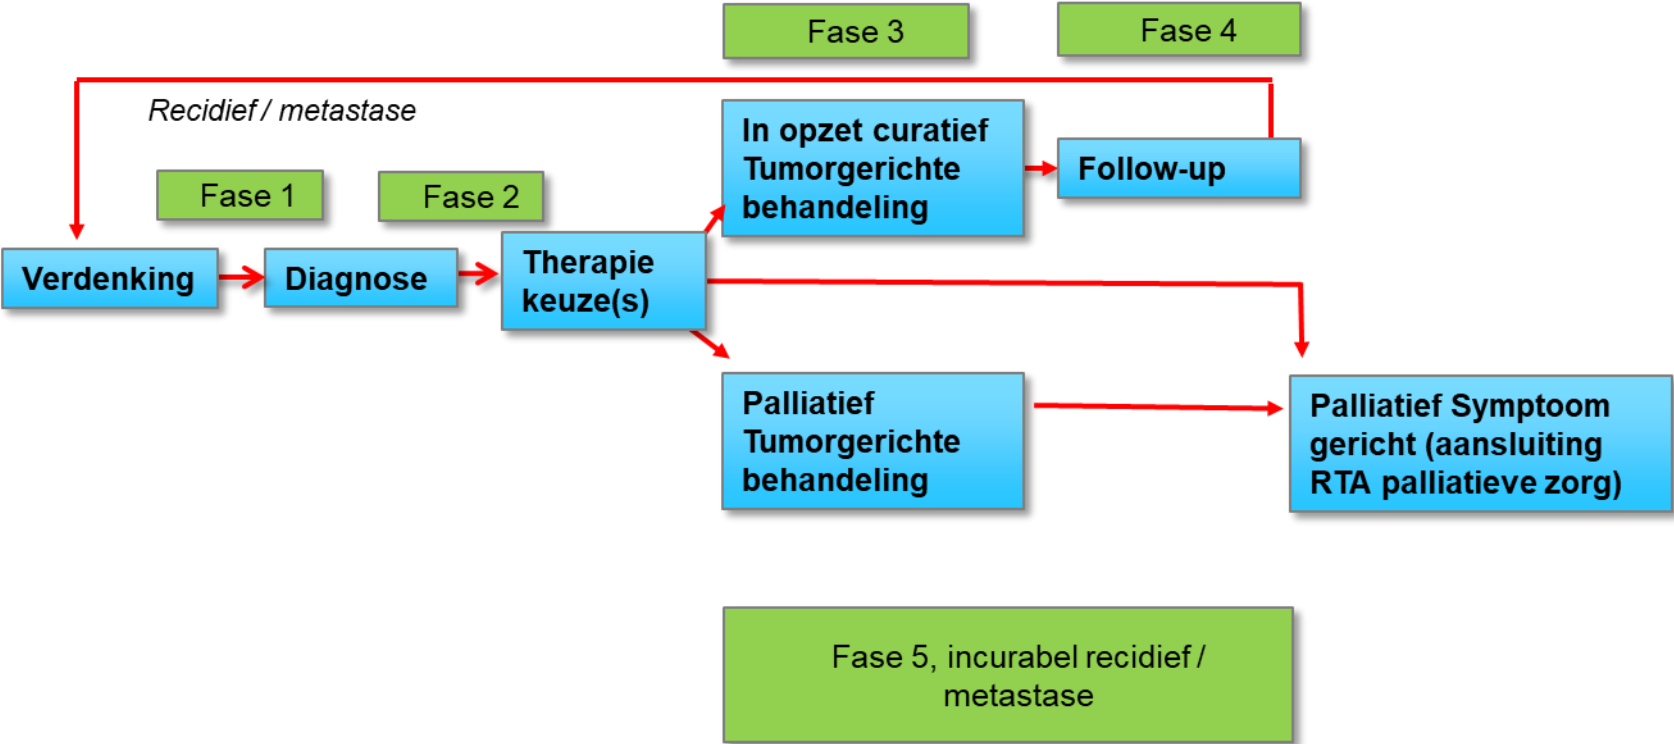 Fase 3
Fase 4
Recidief / metastase
In opzet curatief
Tumorgerichte
behandeling
Follow-up
Fase 1
Fase 2
Verdenking
Diagnose
Therapie
keuze(s)
Palliatief
Tumorgerichte
behandeling
Palliatief Symptoom
gericht (aansluiting
RTA palliatieve zorg)
Fase 5, incurabel recidief /
metastase